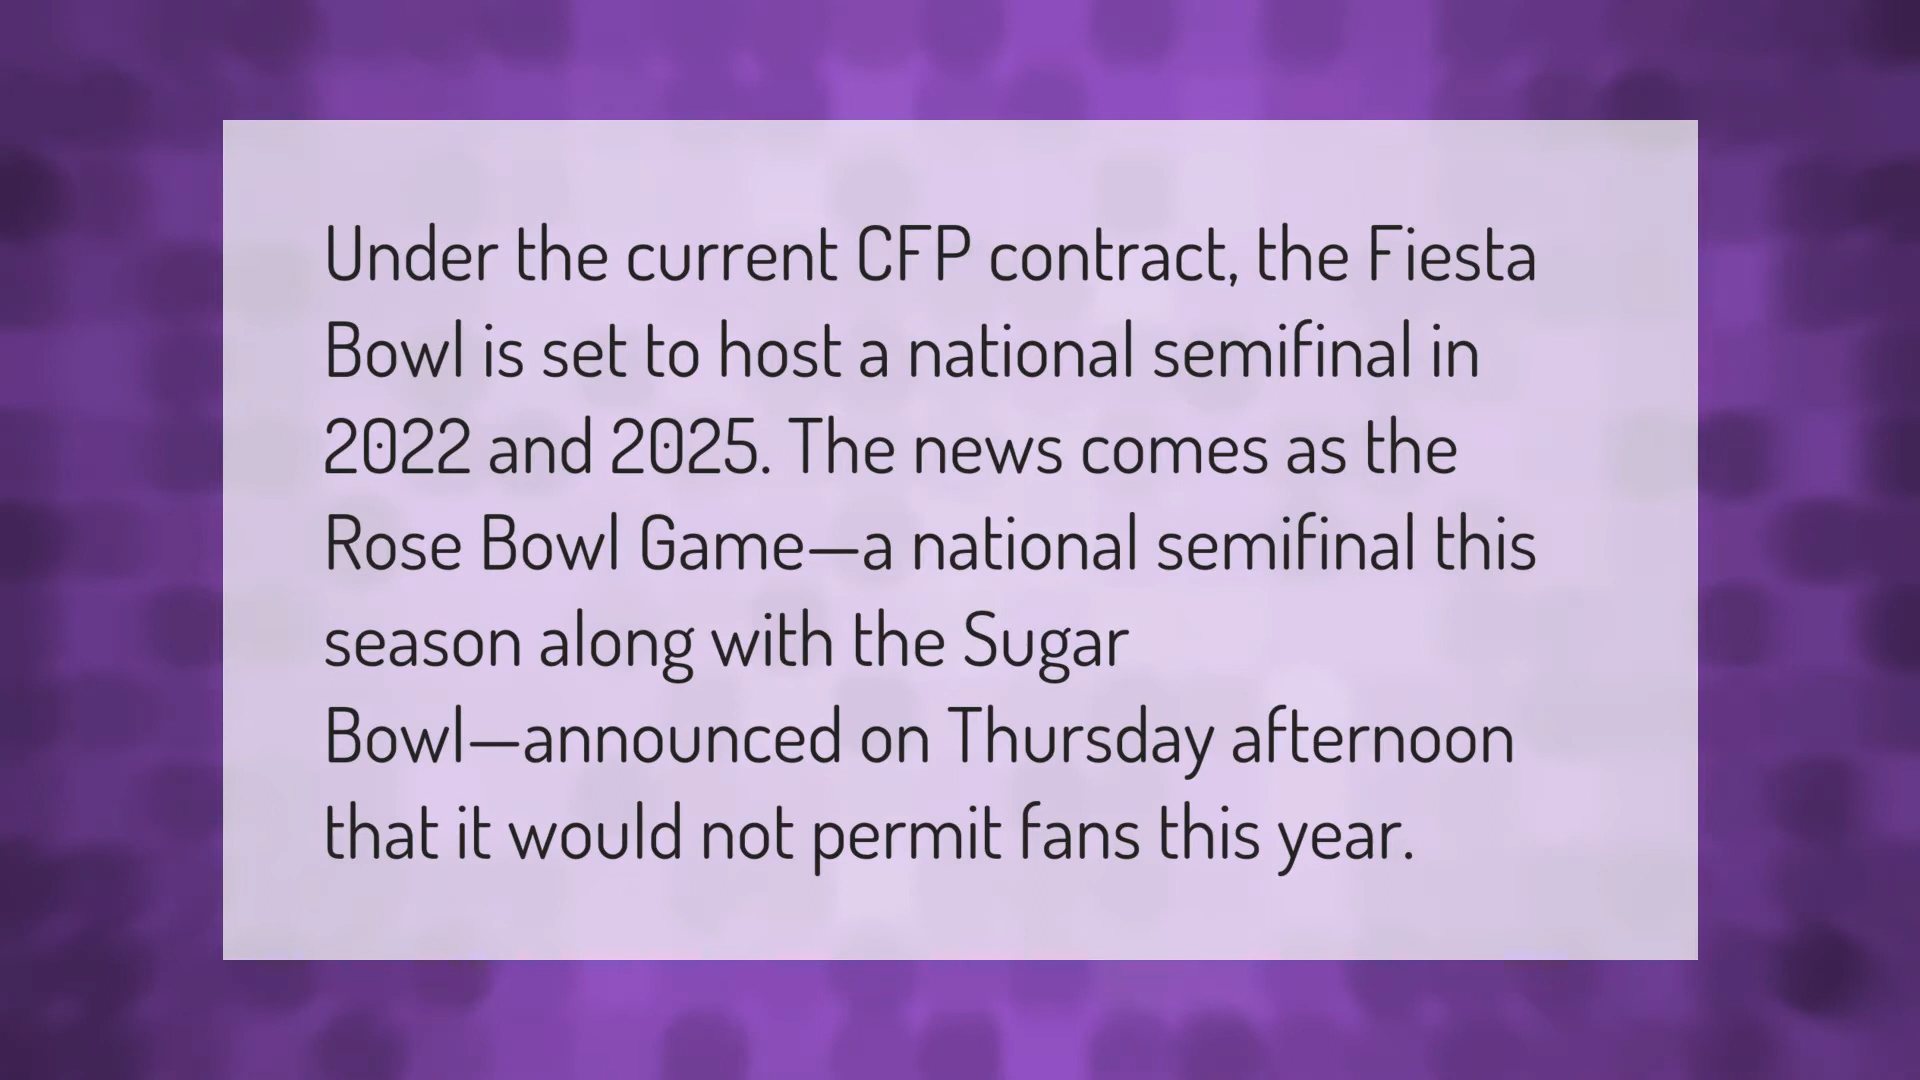 Under the current CFP contract, the Fiesta
Bowl is set to host a national semifinal in
2022 and 2025. The news comes as the
Rose Bowl Game—a national semifinal this
season along with the Sugar
Bowl—announced on Thursday afternoon
that it would not permit fans this year.